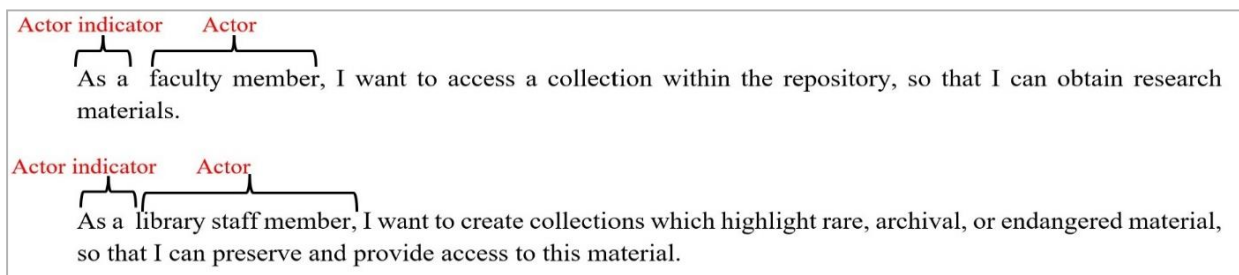 Actor indicator Actor
As a faculty member, I want to access a collection within the repository, so that I can obtain research
materials.
Actor indicator Actor
As a library staff member, I want to create collections which highlight rare, archival, or endangered material,
so that I can preserve and provide access to this material.